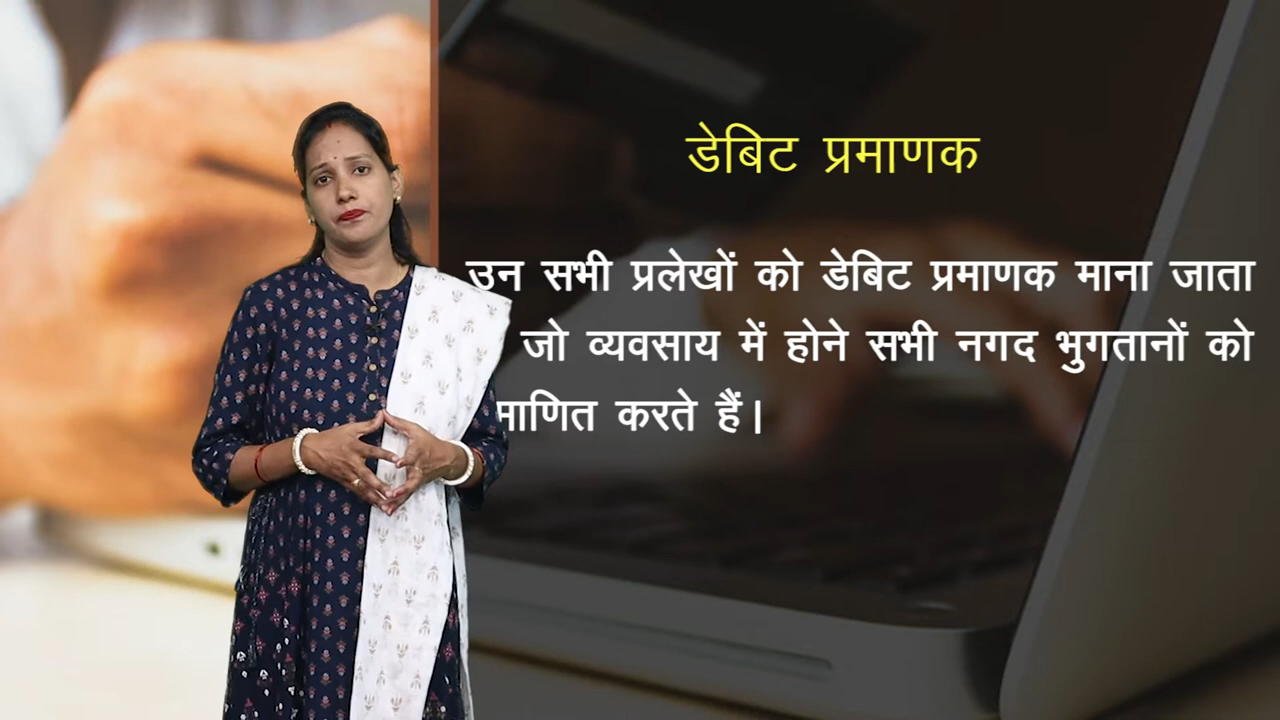 डेबिट प्रमाणक
उन सभी प्रलेखों को डेबिट प्रमाणक माना जाता
जो व्यवसाय में होने सभी नगद भुगतानों को
करते हैं।